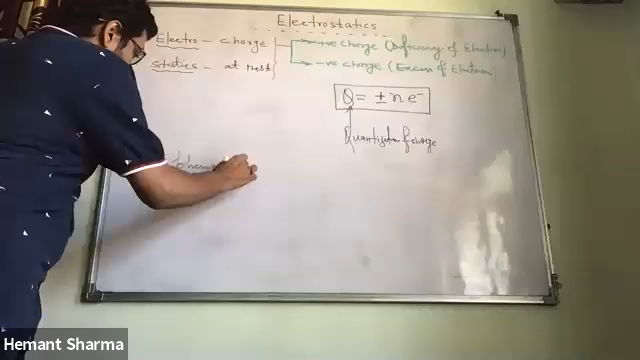 Electrostatics
Electro - charge
→ +ve charge (Deficiency of Electron)
Statics - at rest
→ -ve charge (Excess of Electron)
Q = ± n e⁻
Quantization of charge
Hemant Sharma